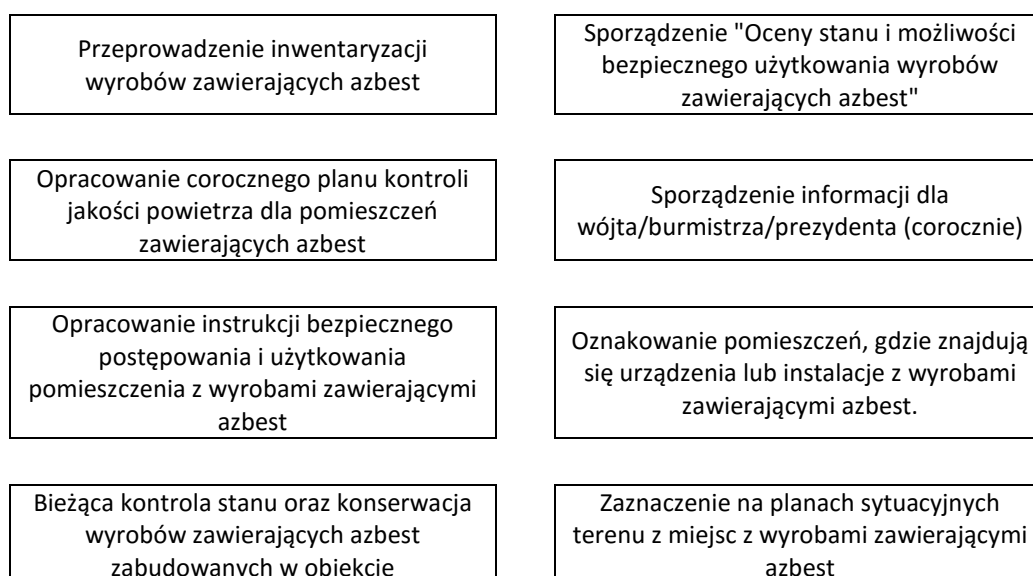 Przeprowadzenie inwentaryzacji
wyrobów zawierających azbest
Sporządzenie "Oceny stanu i możliwości
bezpiecznego użytkowania wyrobów
zawierających azbest"
Opracowanie corocznego planu kontroli
jakości powietrza dla pomieszczeń
zawierających azbest
Sporządzenie informacji dla
wójta/burmistrza/prezydenta (corocznie)
Opracowanie instrukcji bezpiecznego
postępowania i użytkowania
pomieszczenia z wyrobami zawierającymi
azbest
Oznakowanie pomieszczeń, gdzie znajdują
się urządzenia lub instalacje z wyrobami
zawierającymi azbest.
Bieżąca kontrola stanu oraz konserwacja
wyrobów zawierających azbest
zabudowanych w obiekcie
Zaznaczenie na planach sytuacyjnych
terenu z miejsc z wyrobami zawierającymi
azbest